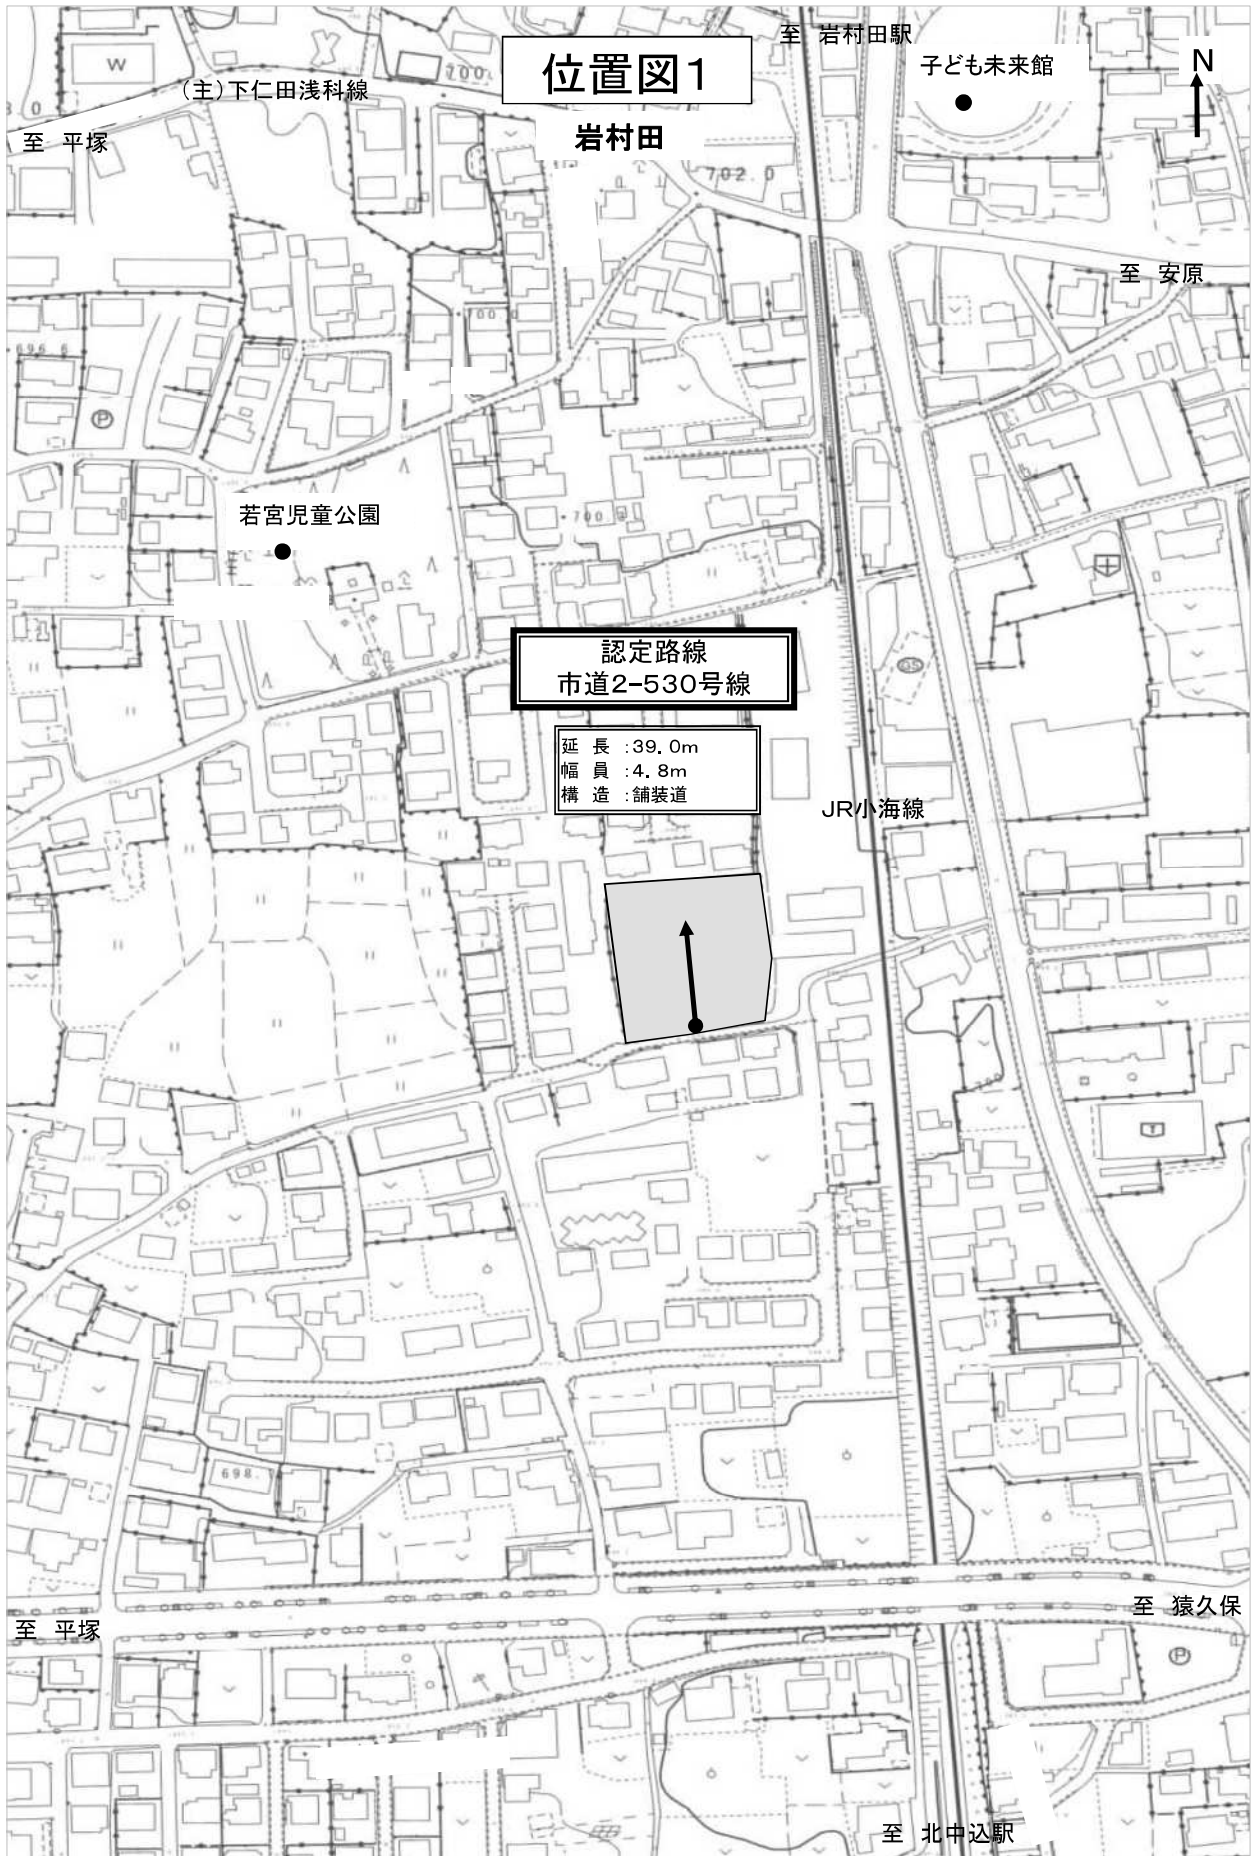 至 岩村田駅
位置図1
子ども未来館
N
W
(主)下仁田浅科線
700.
至 平塚
岩村田
702.0
至 安原
696.6
P
若宮児童公園
認定路線
市道2-530号線
GS
延 長 :39.0m
幅 員 :4.8m
構 造 :舗装道
JR小海線
700
698.
至 猿久保
至 平塚
P
至 北中込駅